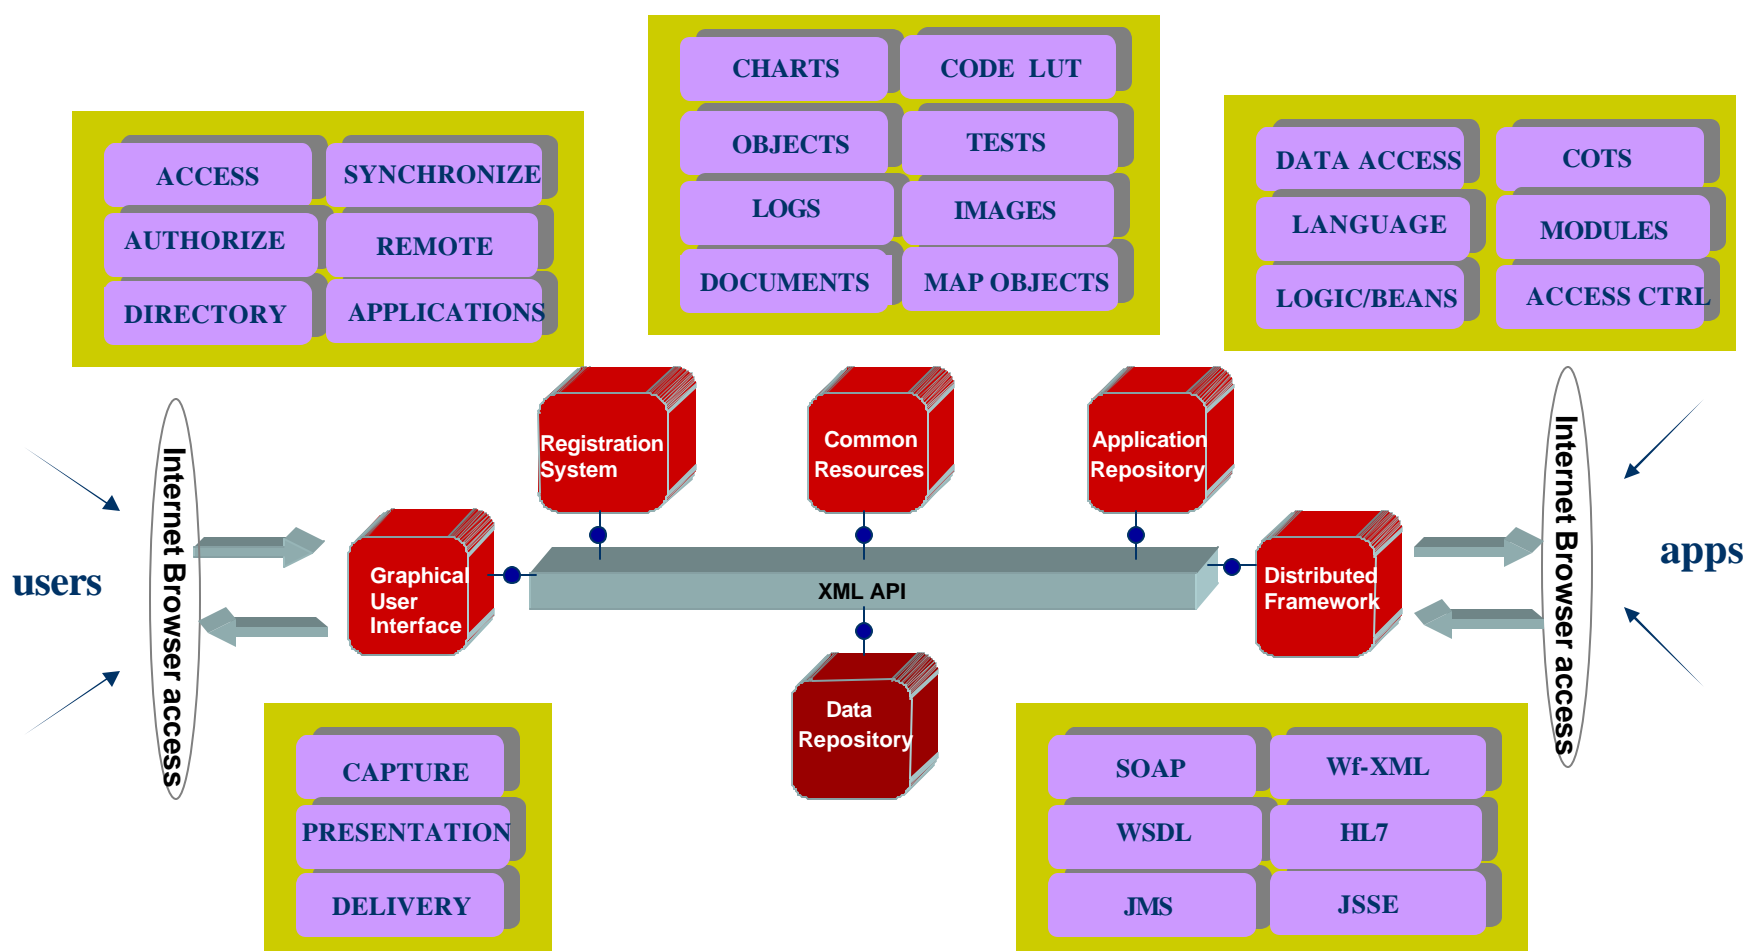 CHARTS
CODE LUT
OBJECTS
TESTS
LOGS
IMAGES
DOCUMENTS
MAP OBJECTS
ACCESS
SYNCHRONIZE
AUTHORIZE
REMOTE
DIRECTORY
APPLICATIONS
DATA ACCESS
COTS
LANGUAGE
MODULES
LOGIC/BEANS
ACCESS CTRL
Registration
System
Common
Resources
Application
Repository
users
Internet Browser access
Graphical
User
Interface
XML API
Distributed
Framework
Internet Browser access
apps
Data
Repository
CAPTURE
PRESENTATION
DELIVERY
SOAP
Wf-XML
WSDL
HL7
JMS
JSSE